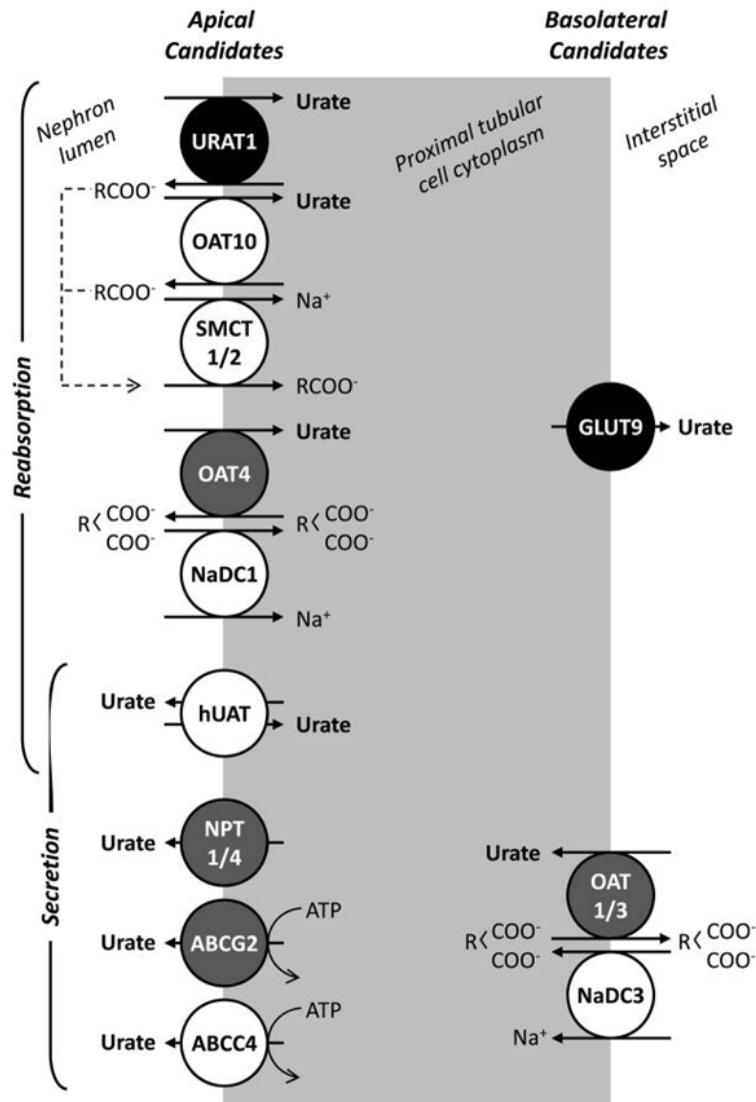 Apical
Candidates
Basolateral
Candidates
Nephron
lumen
Proximal tubular
cell cytoplasm
Interstitial
space
Urate
URAT1
RCOO⁻
Urate
OAT10
RCOO⁻
Na⁺
SMCT
1/2
RCOO⁻
Reabsorption
Urate
OAT4
R< COO⁻
COO⁻
R< COO⁻
COO⁻
NaDC1
Na⁺
GLUT9
Urate
Urate
hUAT
Urate
Secretion
Urate
NPT
1/4
Urate
ABCG2
ATP
Urate
ABCC4
ATP
Urate
OAT
1/3
R< COO⁻
COO⁻
R< COO⁻
COO⁻
NaDC3
Na⁺